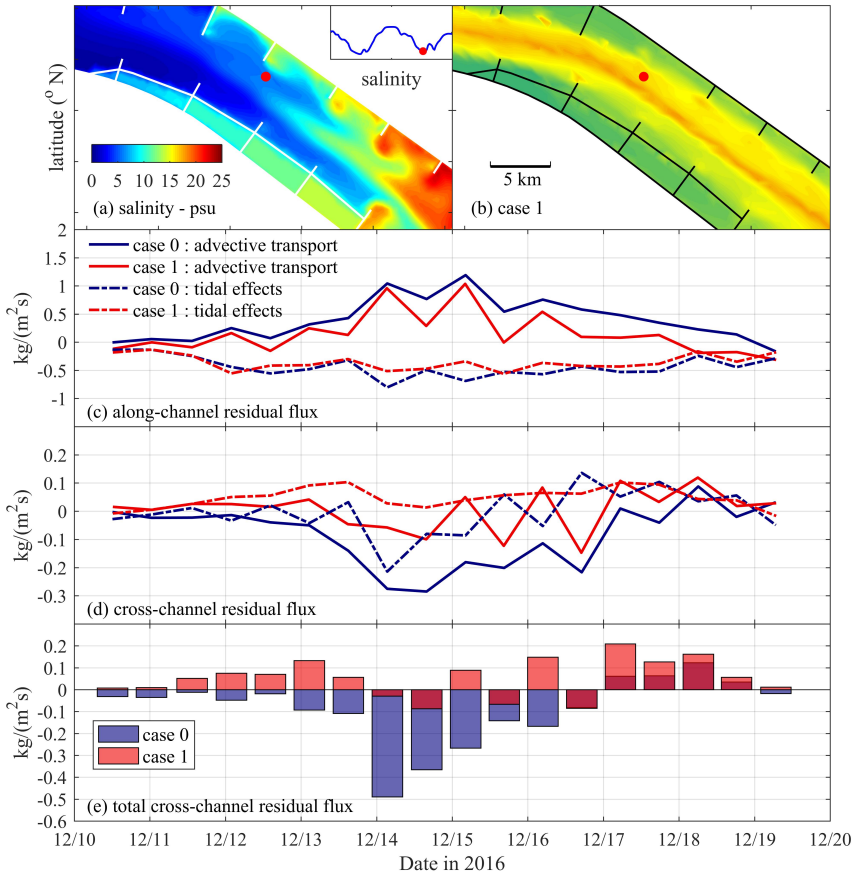 latitude (° N)
salinity
0 5 10 15 20 25
(a) salinity - psu
5 km
(b) case 1
kg/(m²s)
2
1.5
1
0.5
0
-0.5
-1
case 0 : advective transport
case 1 : advective transport
case 0 : tidal effects
case 1 : tidal effects
(c) along-channel residual flux
kg/(m²s)
0.2
0.1
0
-0.1
-0.2
-0.3
(d) cross-channel residual flux
kg/(m²s)
0.2
0.1
0
-0.1
-0.2
-0.3
-0.4
-0.5
-0.6
case 0
case 1
(e) total cross-channel residual flux
12/10 12/11 12/12 12/13 12/14 12/15 12/16 12/17 12/18 12/19 12/20
Date in 2016